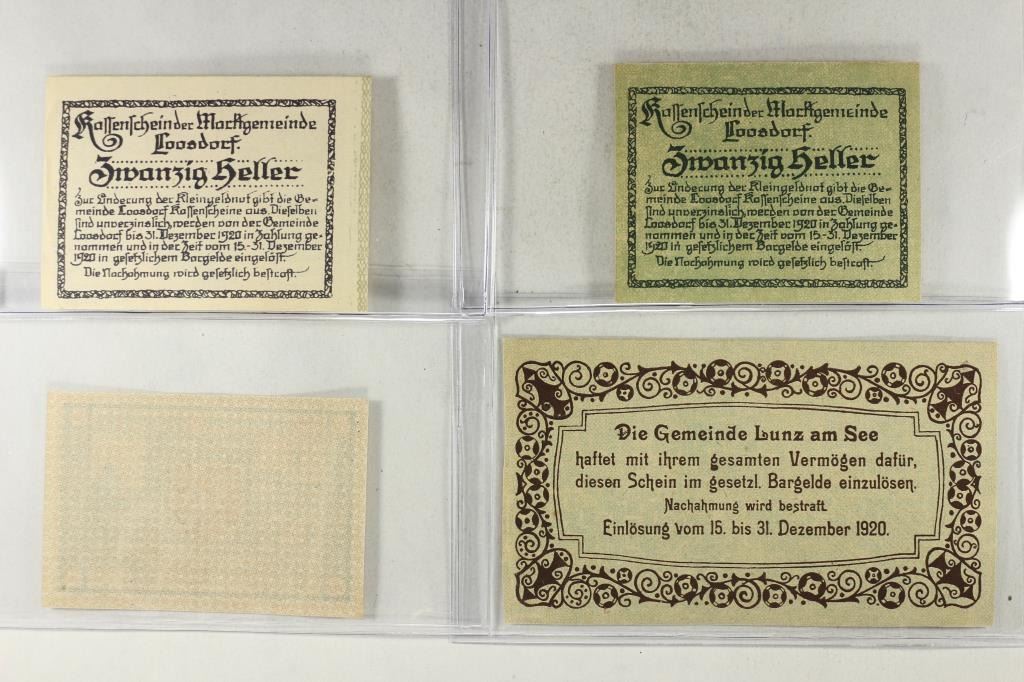 Kassenschein der Marktgemeinde
Loosdorf.
Zwanzig Heller
Zur Linderung der Kleingeldnot gibt die Ge-
meinde Loosdorf Kassenscheine aus. Dieselben
sind unverzinslich, werden von der Gemeinde
Loosdorf bis 31. Dezember 1920 in Zahlung ge-
nommen und in der Zeit vom 15.-31. Dezember
1920 in gesetzlichem Bargelde eingelöst.
Die Nachahmung wird gesetzlich bestraft.
Kassenschein der Marktgemeinde
Loosdorf.
Zwanzig Heller
Zur Linderung der Kleingeldnot gibt die Ge-
meinde Loosdorf Kassenscheine aus. Dieselben
sind unverzinslich, werden von der Gemeinde
Loosdorf bis 31. Dezember 1920 in Zahlung ge-
nommen und in der Zeit vom 15.-31. Dezember
1920 in gesetzlichem Bargelde eingelöst.
Die Nachahmung wird gesetzlich bestraft.
Die Gemeinde Lunz am See
haftet mit ihrem gesamten Vermögen dafür,
diesen Schein im gesetzl. Bargelde einzulösen.
Nachahmung wird bestraft.
Einlösung vom 15. bis 31. Dezember 1920.